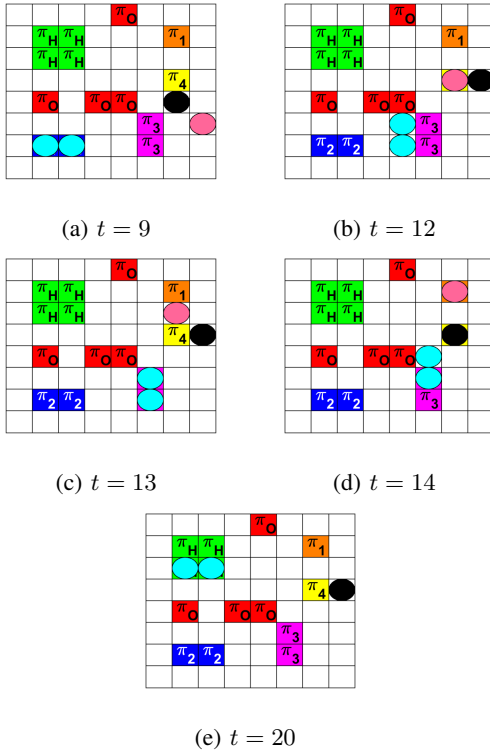 π_O
π_H π_H π_1
π_H π_H
π_4
π_O π_O π_O
π_3
π_3
(a) t = 9
π_O
π_H π_H π_1
π_H π_H
π_O π_O π_O
π_3
π_2 π_2 π_3
(b) t = 12
π_O
π_H π_H π_1
π_H π_H
π_4
π_O π_O π_O
π_2 π_2
(c) t = 13
π_O
π_H π_H
π_H π_H
π_O π_O π_O
π_2 π_2 π_3
(d) t = 14
π_O
π_H π_H π_1
π_4
π_O π_O π_O
π_3
π_2 π_2 π_3
(e) t = 20